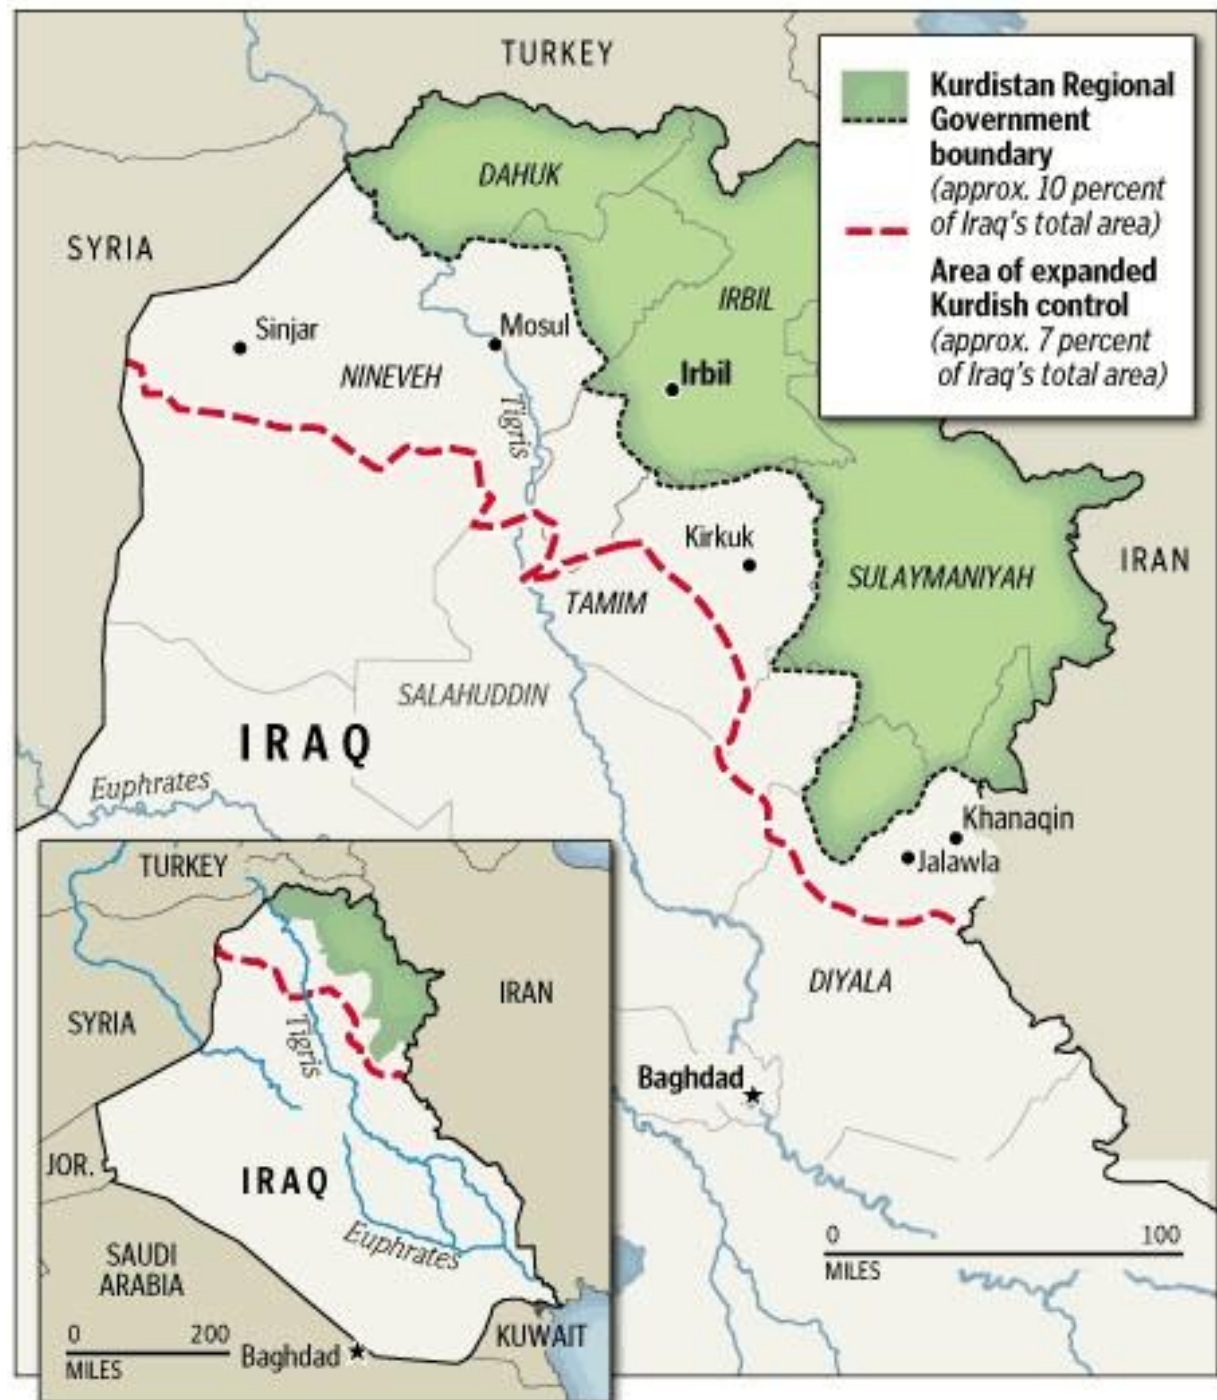 TURKEY
Kurdistan Regional
Government
boundary
(approx. 10 percent
of Iraq's total area)
Area of expanded
Kurdish control
(approx. 7 percent
of Iraq's total area)
DAHUK
SYRIA
IRBIL
Sinjar
Mosul
NINEVEH
Irbil
Tigris
Kirkuk
IRAN
SULAYMANIYAH
TAMIM
SALAHUDDIN
IRAQ
Euphrates
Khanaqin
Jalawla
DIYALA
Baghdad
0 100
MILES
TURKEY
IRAN
SYRIA
Tigris
JOR.
IRAQ
Euphrates
SAUDI
ARABIA
0 200
MILES
Baghdad
KUWAIT